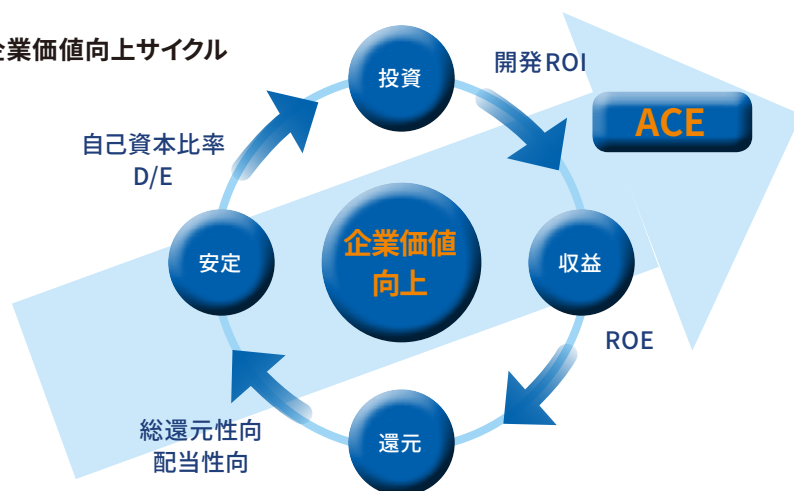 企業価値向上サイクル
投資
開発ROI
ACE
自己資本比率
D/E
安定
企業価値
向上
収益
ROE
総還元性向
配当性向
還元